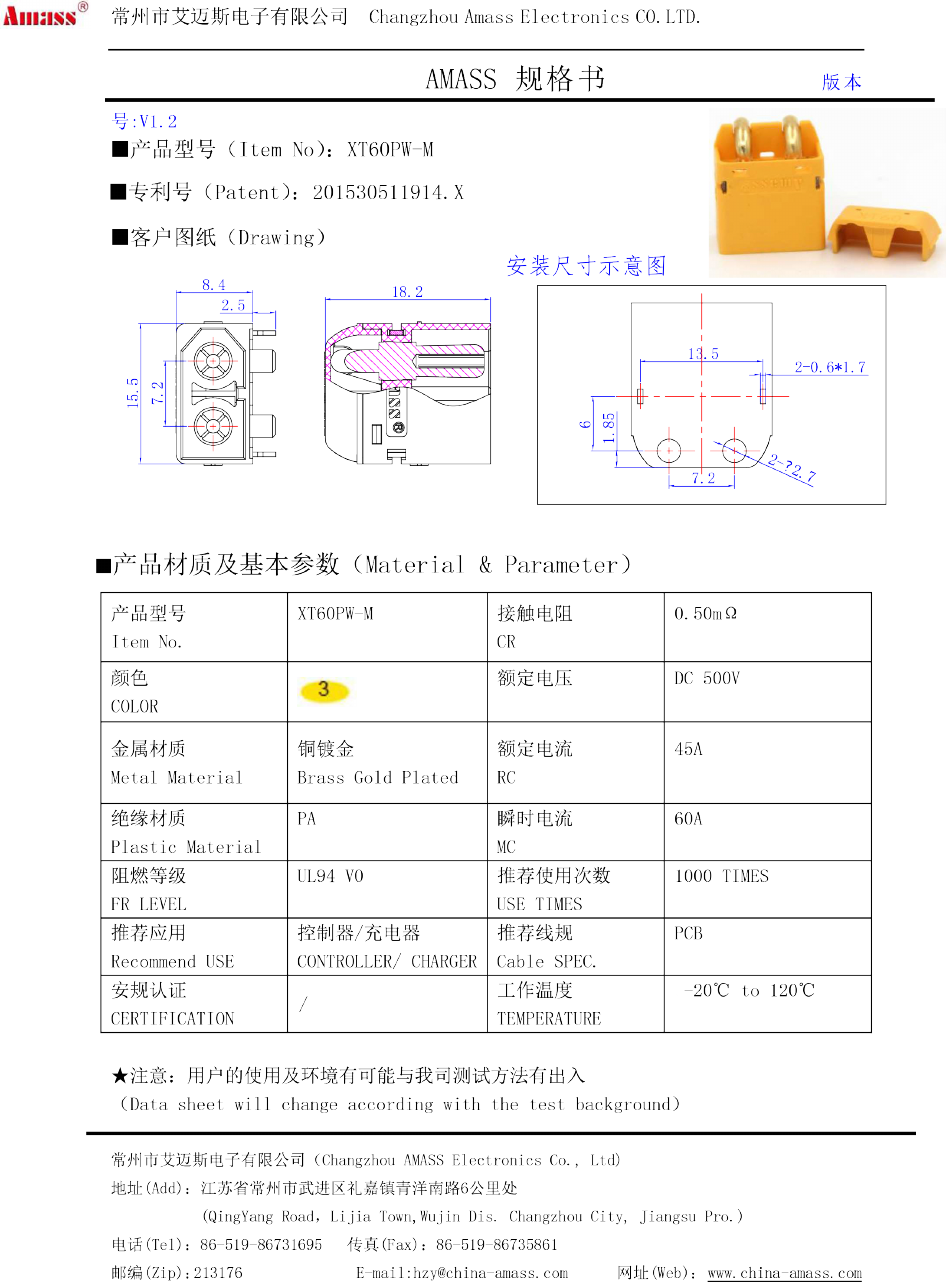 Amass®
常州市艾迈斯电子有限公司 Changzhou Amass Electronics CO.LTD.
AMASS 规格书 版本
号:V1.2
■产品型号（Item No）：XT60PW-M
■专利号（Patent）：201530511914.X
■客户图纸（Drawing）
安装尺寸示意图
8.4
2.5
15.5
7.2
18.2
13.5
2-0.6*1.7
6
1.85
7.2
2-?2.7
■产品材质及基本参数（Material & Parameter）
产品型号 XT60PW-M 接触电阻 0.50mΩ
Item No. CR
颜色 3 额定电压 DC 500V
COLOR
金属材质 铜镀金 额定电流 45A
Metal Material Brass Gold Plated RC
绝缘材质 PA 瞬时电流 60A
Plastic Material MC
阻燃等级 UL94 V0 推荐使用次数 1000 TIMES
FR LEVEL USE TIMES
推荐应用 控制器/充电器 推荐线规 PCB
Recommend USE CONTROLLER/ CHARGER Cable SPEC.
安规认证 / 工作温度 -20℃ to 120℃
CERTIFICATION TEMPERATURE
★注意：用户的使用及环境有可能与我司测试方法有出入
（Data sheet will change according with the test background）
常州市艾迈斯电子有限公司（Changzhou AMASS Electronics Co., Ltd)
地址(Add)：江苏省常州市武进区礼嘉镇青洋南路6公里处
(QingYang Road，Lijia Town,Wujin Dis. Changzhou City, Jiangsu Pro.)
电话(Tel)：86-519-86731695 传真(Fax)：86-519-86735861
邮编(Zip):213176 E-mail:hzy@china-amass.com 网址(Web)：www.china-amass.com